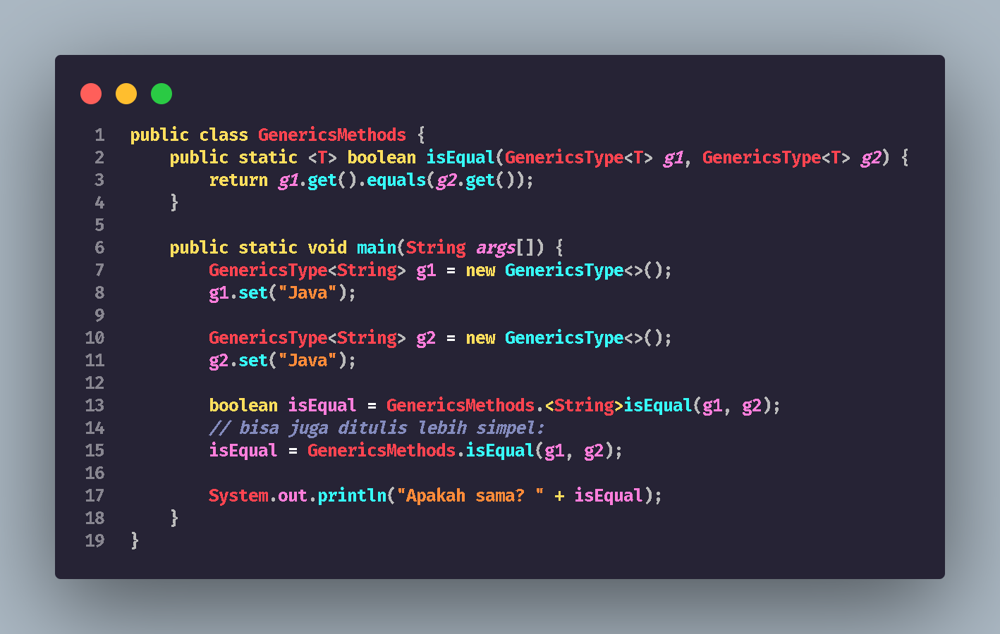 1 public class GenericsMethods {
2     public static <T> boolean isEqual(GenericsType<T> g1, GenericsType<T> g2) {
3         return g1.get().equals(g2.get());
4     }
5
6     public static void main(String args[]) {
7         GenericsType<String> g1 = new GenericsType<>();
8         g1.set("Java");
9
10         GenericsType<String> g2 = new GenericsType<>();
11         g2.set("Java");
12
13         boolean isEqual = GenericsMethods.<String>isEqual(g1, g2);
14         // bisa juga ditulis lebih simpel:
15         isEqual = GenericsMethods.isEqual(g1, g2);
16
17         System.out.println("Apakah sama? " + isEqual);
18     }
19 }